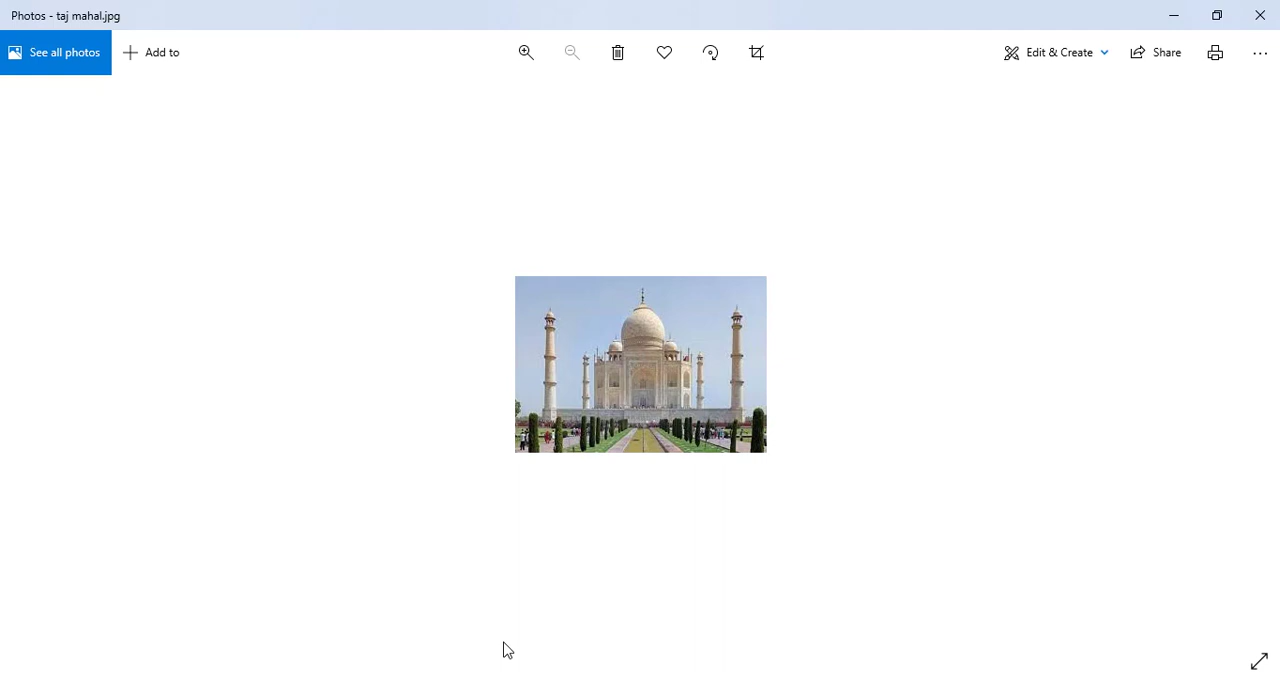 Photos - taj mahal.jpg
See all photos
Add to
Edit & Create
Share